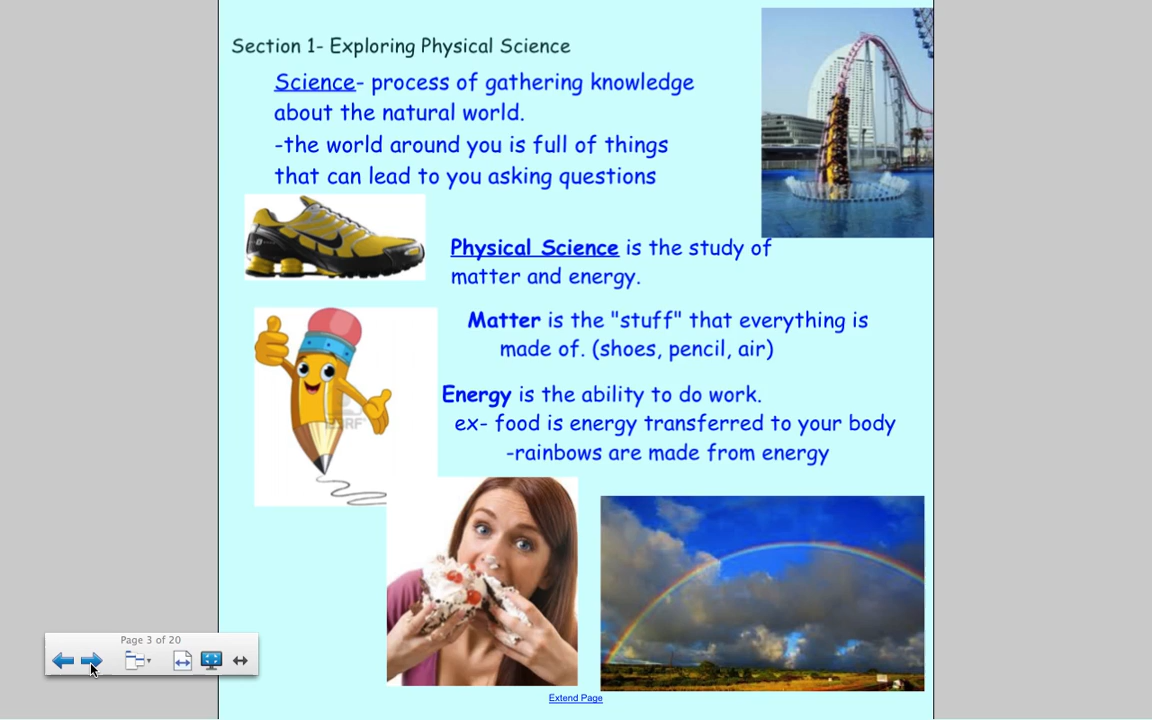 Section 1- Exploring Physical Science
Science- process of gathering knowledge
about the natural world.
-the world around you is full of things
that can lead to you asking questions
Physical Science is the study of
matter and energy.
Matter is the "stuff" that everything is
made of. (shoes, pencil, air)
Energy is the ability to do work.
ex- food is energy transferred to your body
-rainbows are made from energy
Page 3 of 20
Extend Page